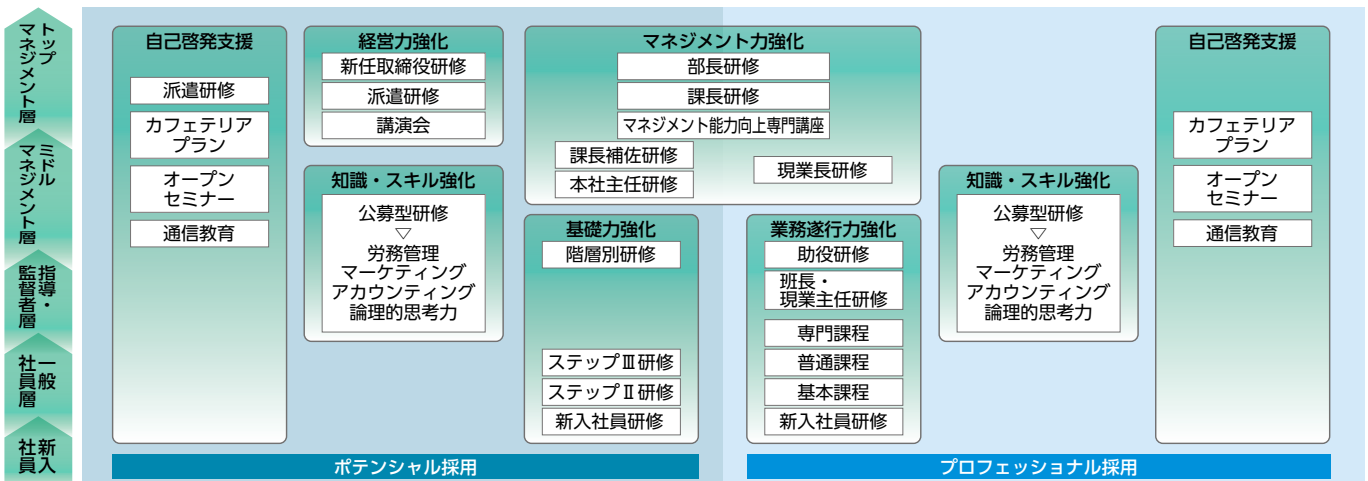 トップ
マネジメント層
ミドル
マネジメント層
指導・
監督者層
一般
社員層
新入
社員
自己啓発支援
派遣研修
カフェテリア
プラン
オープン
セミナー
通信教育
経営力強化
新任取締役研修
派遣研修
講演会
知識・スキル強化
公募型研修
▽
労務管理
マーケティング
アカウンティング
論理的思考力
マネジメント力強化
部長研修
課長研修
マネジメント能力向上専門講座
課長補佐研修
本社主任研修
現業長研修
基礎力強化
階層別研修
ステップⅢ研修
ステップⅡ研修
新入社員研修
業務遂行力強化
助役研修
班長・
現業主任研修
専門課程
普通課程
基本課程
新入社員研修
知識・スキル強化
公募型研修
▽
労務管理
マーケティング
アカウンティング
論理的思考力
自己啓発支援
カフェテリア
プラン
オープン
セミナー
通信教育
ポテンシャル採用
プロフェッショナル採用